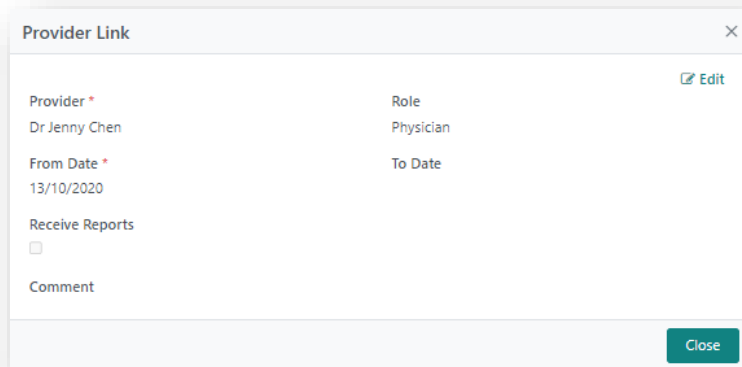 Provider Link
Edit
Provider * Role
Dr Jenny Chen Physician
From Date * To Date
13/10/2020
Receive Reports
Comment
Close